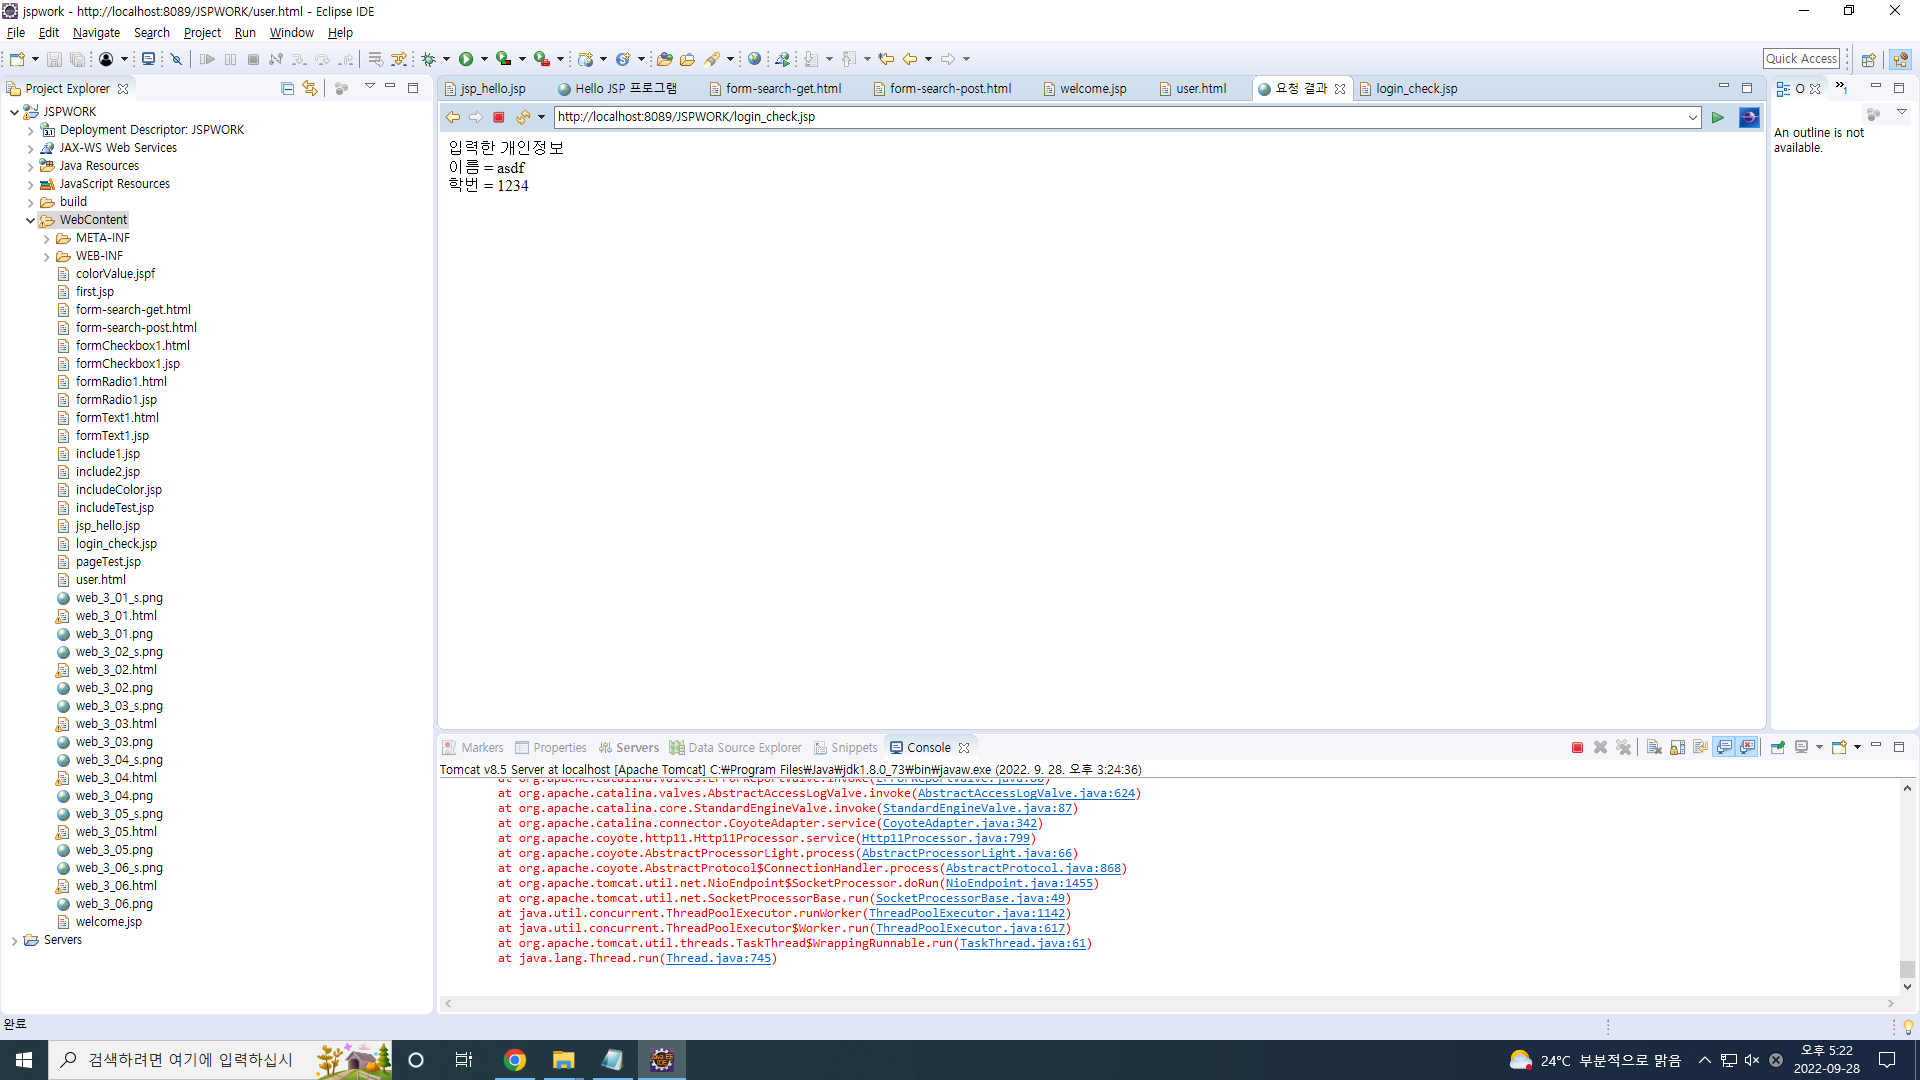 jspwork - http://localhost:8089/JSPWORK/user.html - Eclipse IDE
File Edit Navigate Search Project Run Window Help
Quick Access
Project Explorer
JSPWORK
Deployment Descriptor: JSPWORK
JAX-WS Web Services
Java Resources
JavaScript Resources
build
WebContent
META-INF
WEB-INF
colorValue.jspf
first.jsp
form-search-get.html
form-search-post.html
formCheckbox1.html
formCheckbox1.jsp
formRadio1.html
formRadio1.jsp
formText1.html
formText1.jsp
include1.jsp
include2.jsp
includeColor.jsp
includeTest.jsp
jsp_hello.jsp
login_check.jsp
pageTest.jsp
user.html
web_3_01_s.png
web_3_01.html
web_3_01.png
web_3_02_s.png
web_3_02.html
web_3_02.png
web_3_03_s.png
web_3_03.html
web_3_03.png
web_3_04_s.png
web_3_04.html
web_3_04.png
web_3_05_s.png
web_3_05.html
web_3_05.png
web_3_06_s.png
web_3_06.html
web_3_06.png
welcome.jsp
Servers
jsp_hello.jsp Hello JSP 프로그램 form-search-get.html form-search-post.html welcome.jsp user.html 요청 결과 login_check.jsp
http://localhost:8089/JSPWORK/login_check.jsp
입력한 개인정보
이름 = asdf
학번 = 1234
O
1
An outline is not
available.
Markers Properties Servers Data Source Explorer Snippets Console
Tomcat v8.5 Server at localhost [Apache Tomcat] C:₩Program Files₩Java₩jdk1.8.0_73₩bin₩javaw.exe (2022. 9. 28. 오후 3:24:36)
at org.apache.catalina.valves.AbstractAccessLogValve.invoke(AbstractAccessLogValve.java:624)
at org.apache.catalina.core.StandardEngineValve.invoke(StandardEngineValve.java:87)
at org.apache.catalina.connector.CoyoteAdapter.service(CoyoteAdapter.java:342)
at org.apache.coyote.http11.Http11Processor.service(Http11Processor.java:799)
at org.apache.coyote.AbstractProcessorLight.process(AbstractProcessorLight.java:66)
at org.apache.coyote.AbstractProtocol$ConnectionHandler.process(AbstractProtocol.java:868)
at org.apache.tomcat.util.net.NioEndpoint$SocketProcessor.doRun(NioEndpoint.java:1455)
at org.apache.tomcat.util.net.SocketProcessorBase.run(SocketProcessorBase.java:49)
at java.util.concurrent.ThreadPoolExecutor.runWorker(ThreadPoolExecutor.java:1142)
at java.util.concurrent.ThreadPoolExecutor$Worker.run(ThreadPoolExecutor.java:617)
at org.apache.tomcat.util.threads.TaskThread$WrappingRunnable.run(TaskThread.java:61)
at java.lang.Thread.run(Thread.java:745)
완료
검색하려면 여기에 입력하십시
24°C 부분적으로 맑음
오후 5:22
2022-09-28